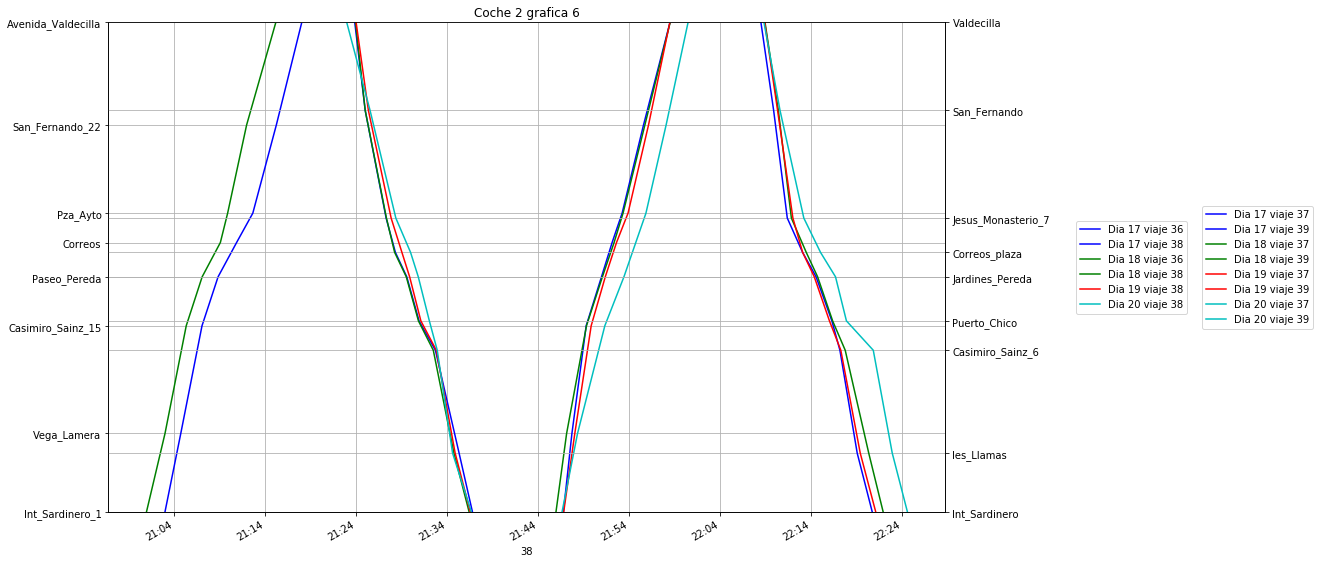 Coche 2 grafica 6
Avenida_Valdecilla
San_Fernando_22
Pza_Ayto
Correos
Paseo_Pereda
Casimiro_Sainz_15
Vega_Lamera
Int_Sardinero_1
Valdecilla
San_Fernando
Jesus_Monasterio_7
Correos_plaza
Jardines_Pereda
Puerto_Chico
Casimiro_Sainz_6
Ies_Llamas
Int_Sardinero
21:04
21:14
21:24
21:34
21:44
21:54
22:04
22:14
22:24
38
Dia 17 viaje 36
Dia 17 viaje 38
Dia 18 viaje 36
Dia 18 viaje 38
Dia 19 viaje 38
Dia 20 viaje 38
Dia 17 viaje 37
Dia 17 viaje 39
Dia 18 viaje 37
Dia 18 viaje 39
Dia 19 viaje 37
Dia 19 viaje 39
Dia 20 viaje 37
Dia 20 viaje 39